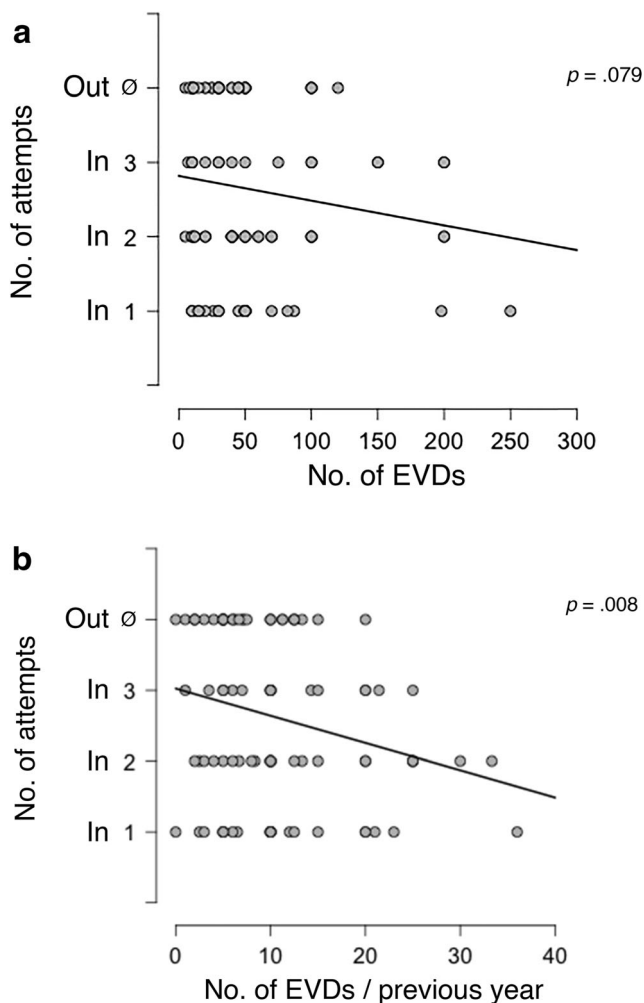 a
p = .079
Out ∅
In 3
In 2
In 1
No. of attempts
0 50 100 150 200 250 300
No. of EVDs
b
p = .008
Out ∅
In 3
In 2
In 1
No. of attempts
0 10 20 30 40
No. of EVDs / previous year